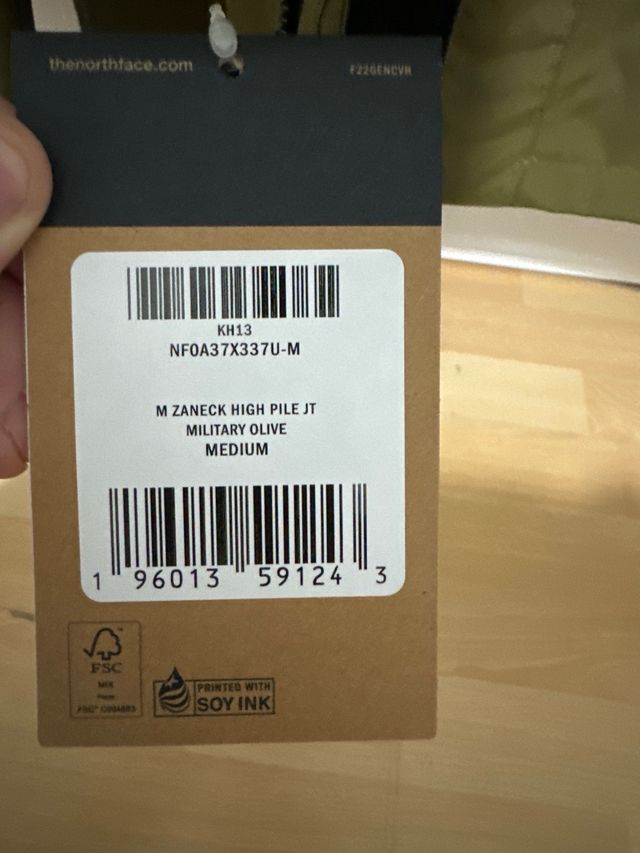 thenorthface.com
F22GENCVR
KH13
NF0A37X337U-M
M ZANECK HIGH PILE JT
MILITARY OLIVE
MEDIUM
1 96013 59124 3
FSC
MIX
PRINTED WITH
SOY INK